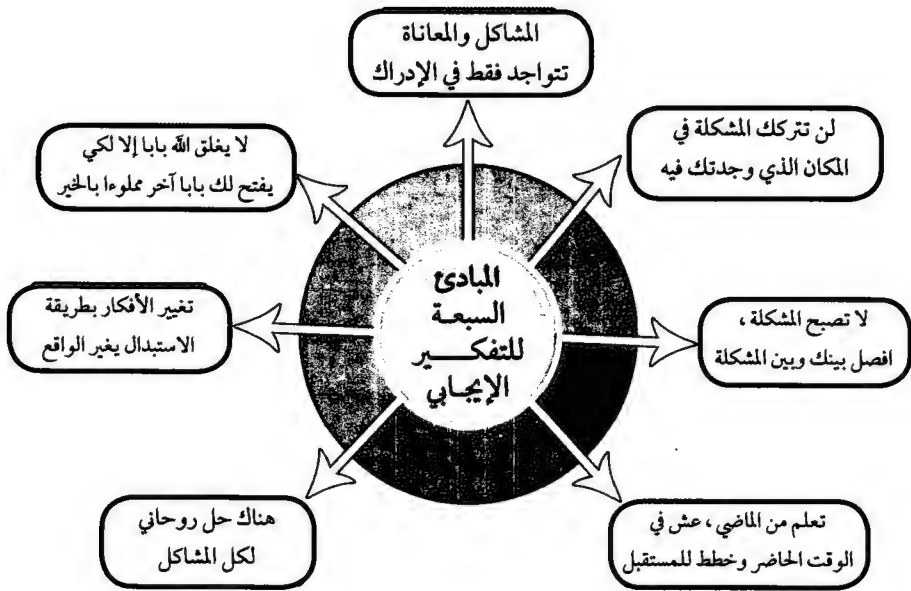 المشاكل والمعاناة
تتواجد فقط في الإدراك
لن تتركك المشكلة في
المكان الذي وجدتك فيه
لا تصبح المشكلة ،
افصل بينك وبين المشكلة
تعلم من الماضي ، عش في
الوقت الحاضر وخطط للمستقبل
هناك حل روحاني
لكل المشاكل
تغيير الأفكار بطريقة
الاستبدال يغير الواقع
لا يغلق الله بابا إلا لكي
يفتح لك بابا آخر مملوءا بالخير
المبادئ
السبعة
للتفكير
الإيجابي